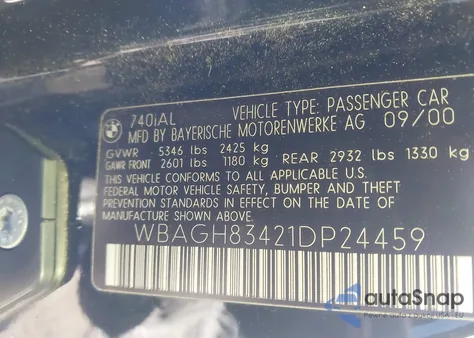 740iAL VEHICLE TYPE: PASSENGER CAR
MFD BY BAYERISCHE MOTORENWERKE AG 09/00
GVWR 5346 lbs 2425 kg
GAWR FRONT 2601 lbs 1180 kg REAR 2932 lbs 1330 kg
THIS VEHICLE CONFORMS TO ALL APPLICABLE U.S.
FEDERAL MOTOR VEHICLE SAFETY, BUMPER AND THEFT
PREVENTION STANDARDS IN EFFECT ON THE DATE OF
MANUFACTURE SHOWN ABOVE.
WBAGH83421DP24459
autoSnap
Pewne auta z